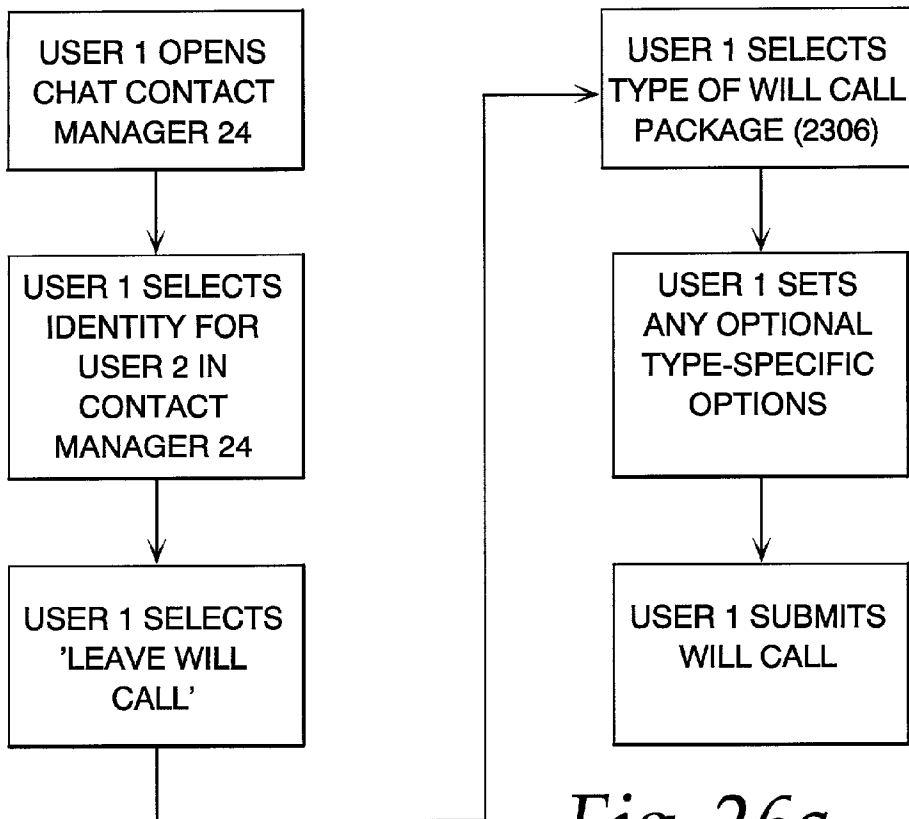 USER 1 OPENS
CHAT CONTACT
MANAGER 24
USER 1 SELECTS
IDENTITY FOR
USER 2 IN
CONTACT
MANAGER 24
USER 1 SELECTS
'LEAVE WILL
CALL'
USER 1 SELECTS
TYPE OF WILL CALL
PACKAGE (2306)
USER 1 SETS
ANY OPTIONAL
TYPE-SPECIFIC
OPTIONS
USER 1 SUBMITS
WILL CALL
Fig. 26a